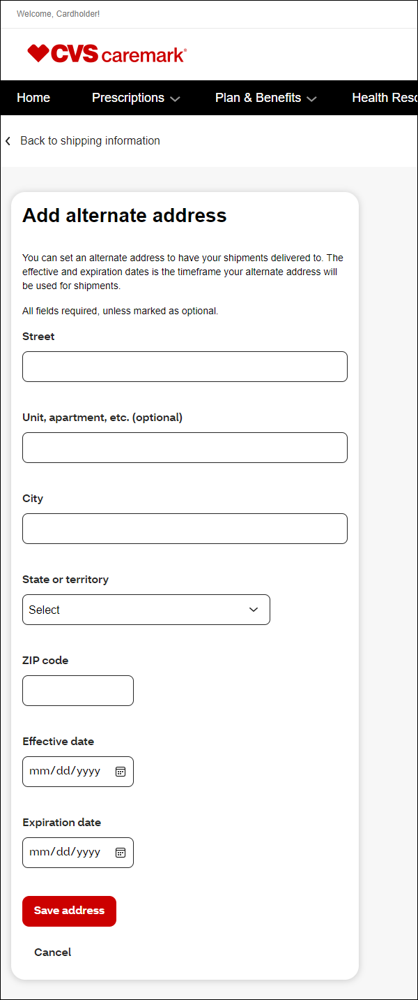 Welcome, Cardholder!
CVS caremark®
Home Prescriptions Plan & Benefits Health Reso
Back to shipping information
Add alternate address
You can set an alternate address to have your shipments delivered to. The
effective and expiration dates is the timeframe your alternate address will
be used for shipments.
All fields required, unless marked as optional.
Street
Unit, apartment, etc. (optional)
City
State or territory
Select
ZIP code
Effective date
mm/dd/yyyy
Expiration date
mm/dd/yyyy
Save address
Cancel